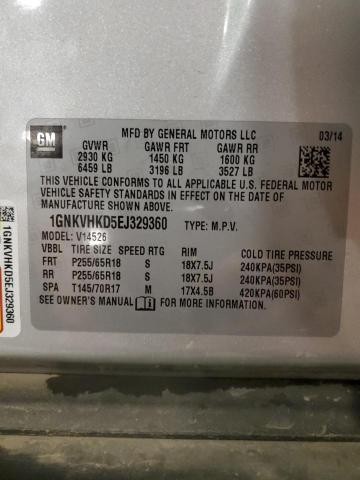 GM
MFD BY GENERAL MOTORS LLC 03/14
GVWR GAWR FRT GAWR RR
2930 KG 1450 KG 1600 KG
6459 LB 3196 LB 3527 LB
THIS VEHICLE CONFORMS TO ALL APPLICABLE U.S. FEDERAL MOTOR
VEHICLE SAFETY STANDARDS IN EFFECT ON THE DATE OF
MANUFACTURE SHOWN ABOVE.
1GNKVHKD5EJ329360 TYPE: M.P.V.
MODEL: V14526
VBBL TIRE SIZE SPEED RTG RIM COLD TIRE PRESSURE
FRT P255/65R18 S 18X7.5J 240KPA(35PSI)
RR P255/65R18 S 18X7.5J 240KPA(35PSI)
SPA T145/70R17 M 17X4.5B 420KPA(60PSI)
SEE OWNER'S MANUAL FOR MORE INFORMATION.
1GNKVHKD5EJ329360